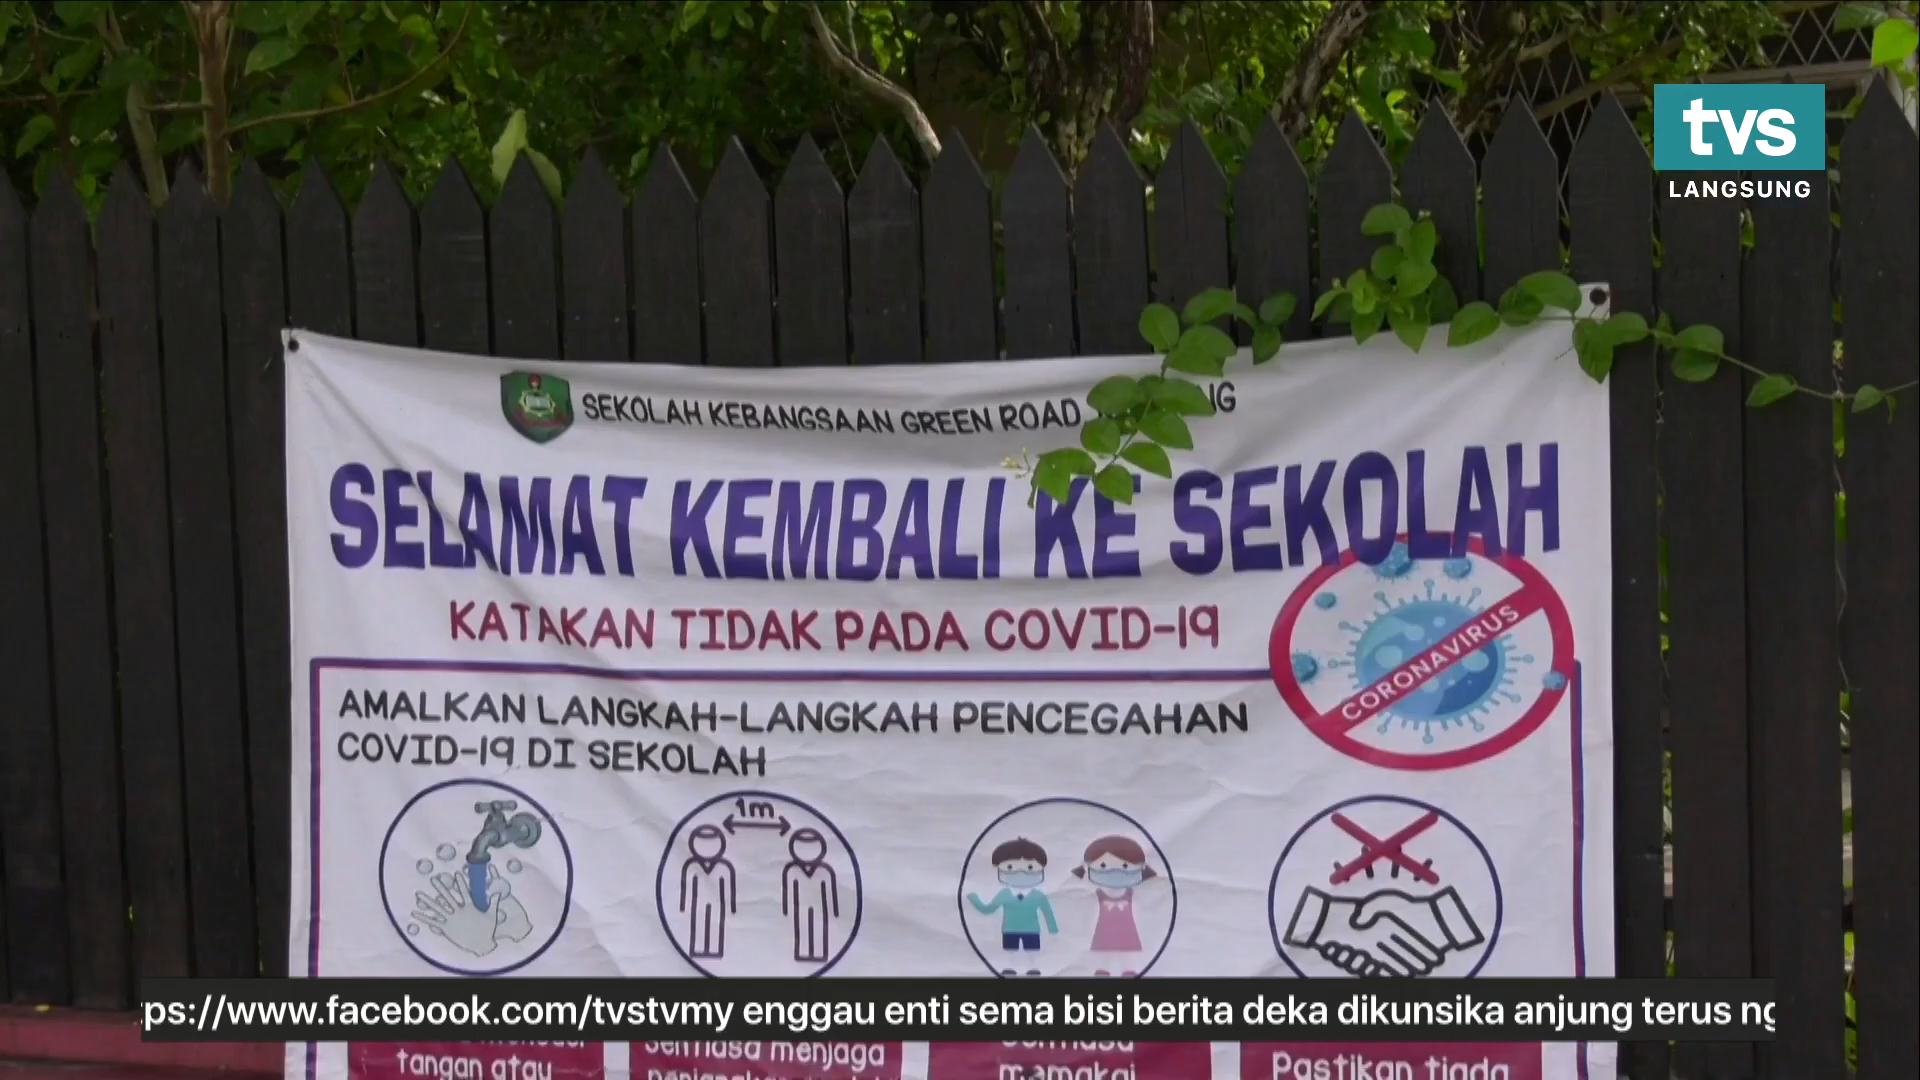 tvs
LANGSUNG
SEKOLAH KEBANGSAAN GREEN ROAD
SELAMAT KEMBALI KE SEKOLAH
KATAKAN TIDAK PADA COVID-19
CORONAVIRUS
AMALKAN LANGKAH-LANGKAH PENCEGAHAN
COVID-19 DI SEKOLAH
1m
ps://www.facebook.com/tvstvmy enggau enti sema bisi berita deka dikunsika anjung terus ng
tangan atau
menjaga
memakai
Pastikan tiada